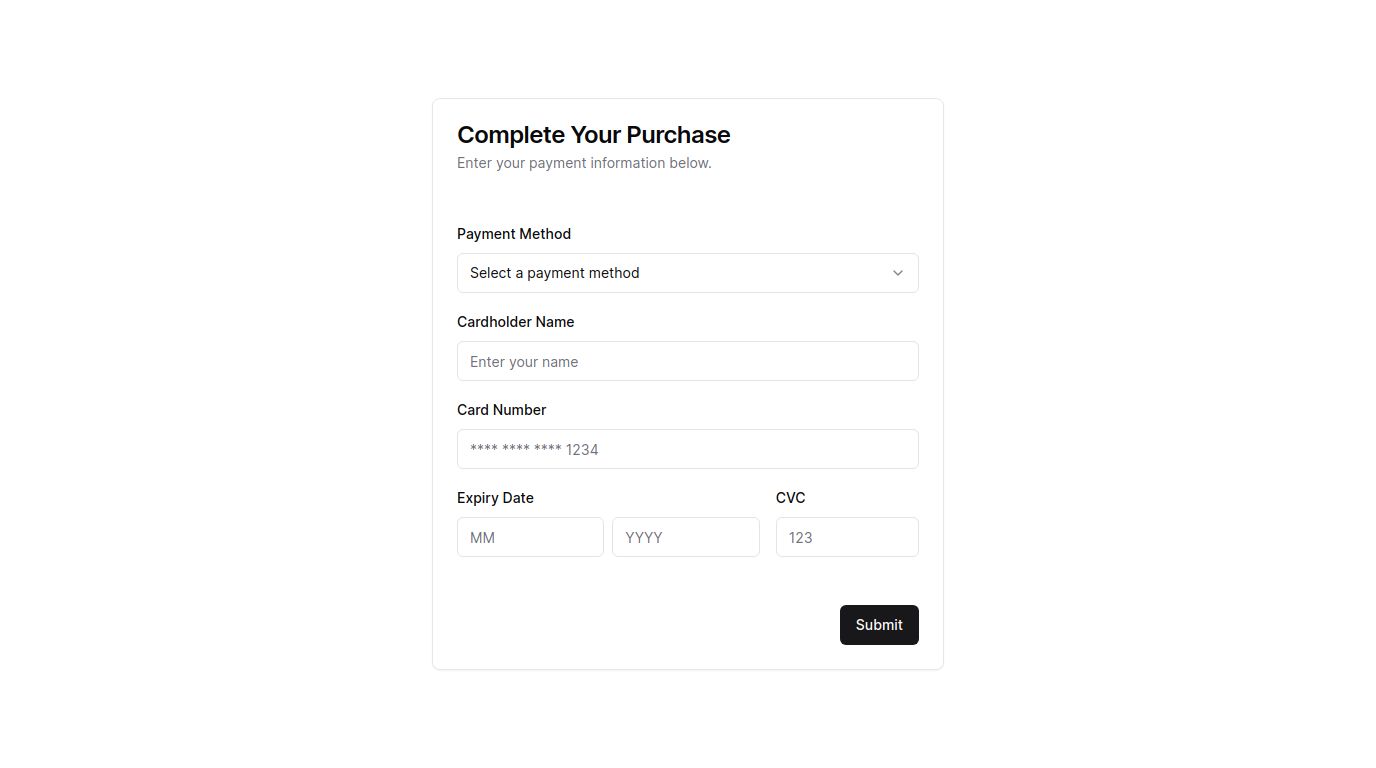 Complete Your Purchase
Enter your payment information below.
Payment Method
Select a payment method
Cardholder Name
Enter your name
Card Number
**** **** **** 1234
Expiry Date CVC
MM YYYY 123
Submit